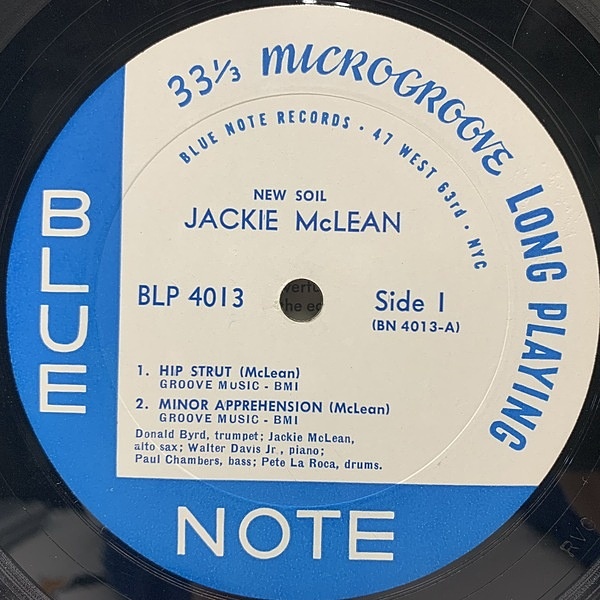 33⅓ MICROGROOVE LONG PLAYING
BLUE NOTE RECORDS · 47 WEST 63rd · NYC
NEW SOIL
JACKIE McLEAN
BLP 4013
Side 1
(BN 4013-A)
1. HIP STRUT (McLean)
GROOVE MUSIC - BMI
2. MINOR APPREHENSION (McLean)
GROOVE MUSIC - BMI
Donald Byrd, trumpet; Jackie McLean,
alto sax; Walter Davis Jr., piano;
Paul Chambers, bass; Pete La Roca, drums.
BLUE
NOTE